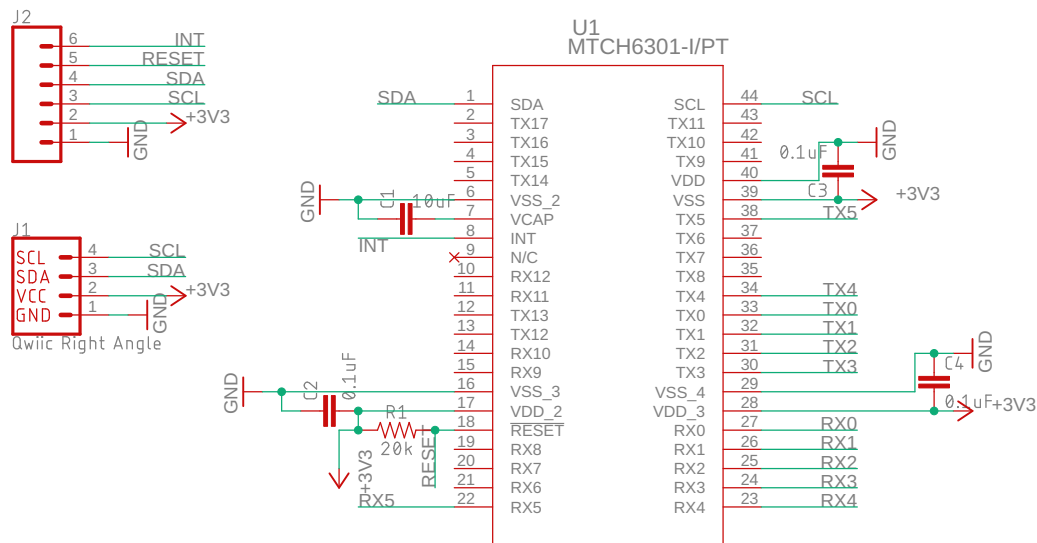 J2
6 INT
5 RESET
4 SDA
3 SCL
2 +3V3
1 GND
J1
SCL 4 SCL
SDA 3 SDA
VCC 2 +3V3
GND 1 GND
Qwiic Right Angle
U1
MTCH6301-I/PT
SDA 1 SDA
2 TX17
3 TX16
4 TX15
5 TX14
GND 6 VSS_2
C1 10uF 7 VCAP
INT 8 INT
9 N/C
10 RX12
11 RX11
12 TX13
13 TX12
14 RX10
15 RX9
GND 16 VSS_3
C2 0.1uF 17 VDD_2
R1 20k 18 RESET
+3V3 RESET
19 RX8
20 RX7
21 RX6
RX5 22 RX5
SCL 44 SCL
TX11 43
TX10 42 GND
TX9 41 0.1uF
VDD 40 C3
VSS 39 +3V3
TX5 38 TX5
TX6 37
TX7 36
TX8 35
TX4 34 TX4
TX0 33 TX0
TX1 32 TX1
TX2 31 TX2
TX3 30 TX3
VSS_4 29 C4 GND
VDD_3 28 0.1uF +3V3
RX0 27 RX0
RX1 26 RX1
RX2 25 RX2
RX3 24 RX3
RX4 23 RX4